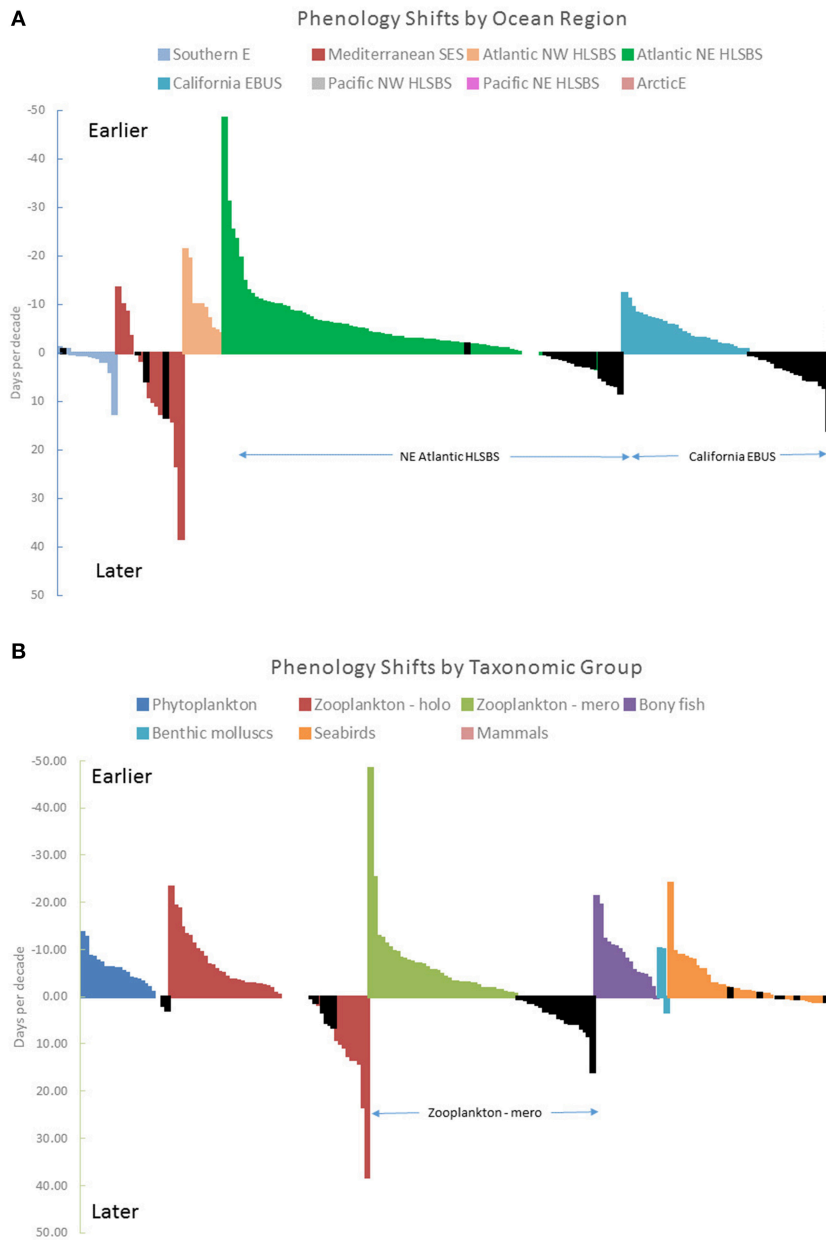 A
Phenology Shifts by Ocean Region
Southern E Mediterranean SES Atlantic NW HLSBS Atlantic NE HLSBS
California EBUS Pacific NW HLSBS Pacific NE HLSBS ArcticE
-50
Earlier
-40
-30
-20
-10
0
10
20
30
40
50
Days per decade
NE Atlantic HLSBS California EBUS
Later
B
Phenology Shifts by Taxonomic Group
Phytoplankton Zooplankton - holo Zooplankton - mero Bony fish
Benthic molluscs Seabirds Mammals
-50.00
Earlier
-40.00
-30.00
-20.00
-10.00
0.00
10.00
20.00
30.00
40.00
50.00
Days per decade
Zooplankton - mero
Later